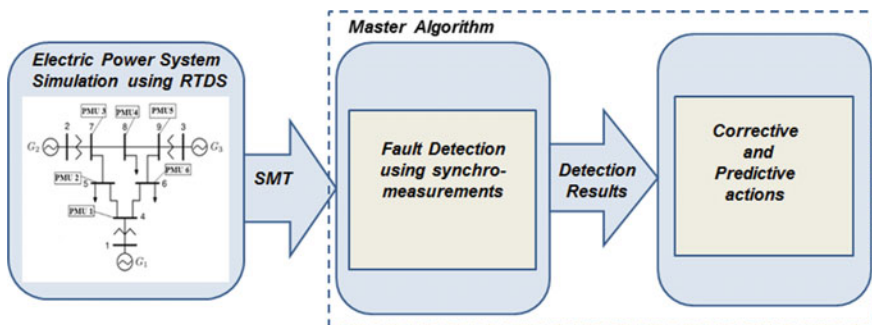 Electric Power System
Simulation using RTDS
PMU 3
PMU4
PMU5
2
7
8
9
3
G₂
G₃
PMU 2
5
6
PMU 6
PMU 1
4
1
G₁
SMT
Master Algorithm
Fault Detection
using synchro-
measurements
Detection
Results
Corrective
and
Predictive
actions